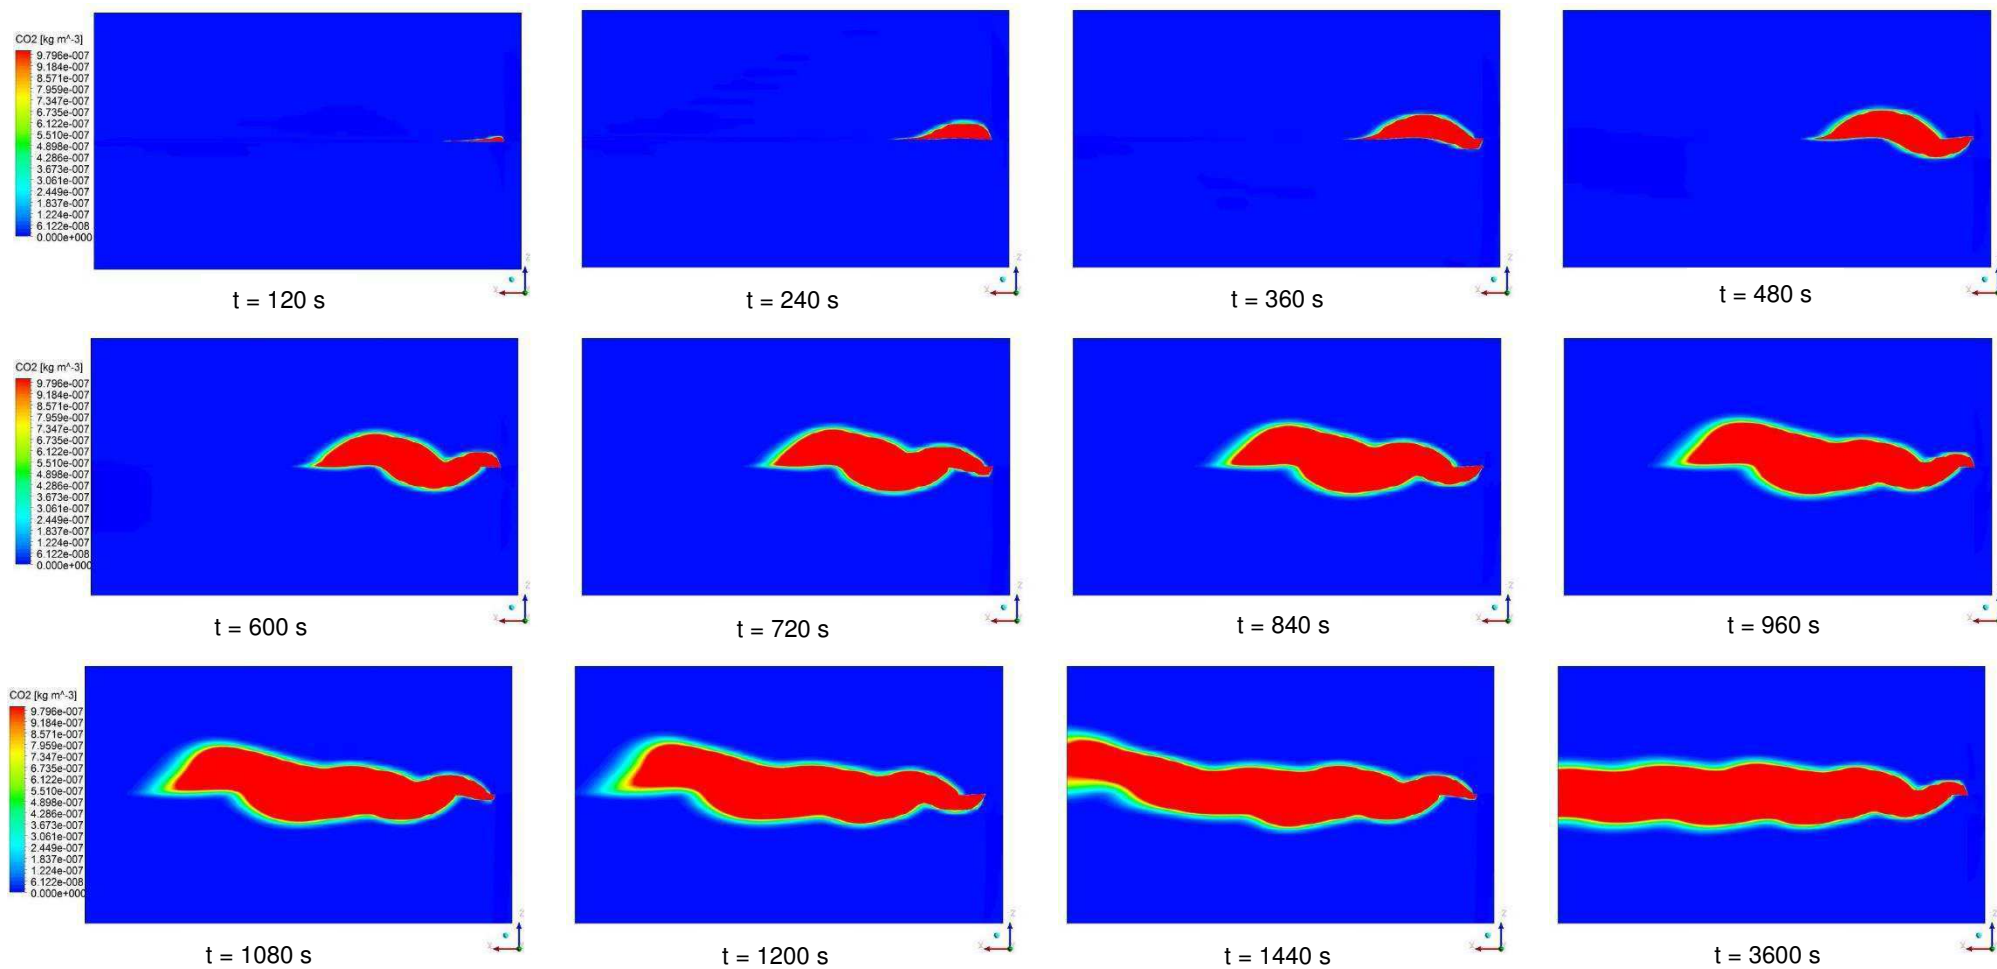 CO2 [kg m^-3]
9.796e-007
9.184e-007
8.571e-007
7.959e-007
7.347e-007
6.735e-007
6.122e-007
5.510e-007
4.898e-007
4.286e-007
3.673e-007
3.061e-007
2.449e-007
1.837e-007
1.224e-007
6.122e-008
0.000e+000
t = 120 s
t = 240 s
t = 360 s
t = 480 s
CO2 [kg m^-3]
9.796e-007
9.184e-007
8.571e-007
7.959e-007
7.347e-007
6.735e-007
6.122e-007
5.510e-007
4.898e-007
4.286e-007
3.673e-007
3.061e-007
2.449e-007
1.837e-007
1.224e-007
6.122e-008
0.000e+000
t = 600 s
t = 720 s
t = 840 s
t = 960 s
CO2 [kg m^-3]
9.796e-007
9.184e-007
8.571e-007
7.959e-007
7.347e-007
6.735e-007
6.122e-007
5.510e-007
4.898e-007
4.286e-007
3.673e-007
3.061e-007
2.449e-007
1.837e-007
1.224e-007
6.122e-008
0.000e+000
t = 1080 s
t = 1200 s
t = 1440 s
t = 3600 s